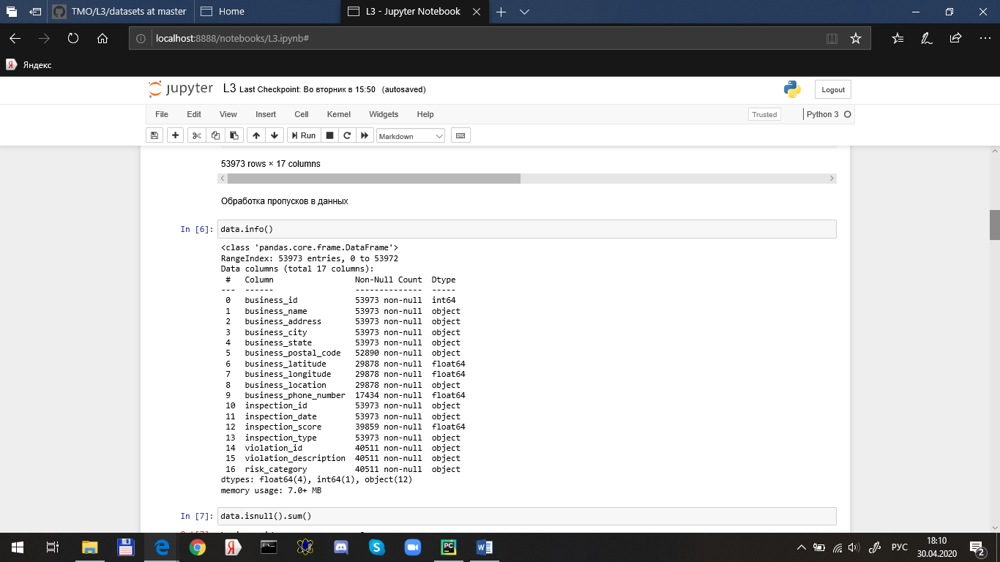 TMO/L3/datasets at master
Home
L3 - Jupyter Notebook
localhost:8888/notebooks/L3.ipynb#
Яндекс
jupyter L3 Last Checkpoint: Во вторник в 15:50 (autosaved)
Logout
File Edit View Insert Cell Kernel Widgets Help
Trusted
Python 3
Run
Markdown
53973 rows × 17 columns
Обработка пропусков в данных
In [6]: data.info()
<class 'pandas.core.frame.DataFrame'>
RangeIndex: 53973 entries, 0 to 53972
Data columns (total 17 columns):
 #   Column                 Non-Null Count  Dtype
---  ------                 --------------  -----
 0   business_id            53973 non-null  int64
 1   business_name          53973 non-null  object
 2   business_address       53973 non-null  object
 3   business_city          53973 non-null  object
 4   business_state         53973 non-null  object
 5   business_postal_code   52890 non-null  object
 6   business_latitude      29878 non-null  float64
 7   business_longitude     29878 non-null  float64
 8   business_location      29878 non-null  object
 9   business_phone_number  17434 non-null  float64
 10  inspection_id          53973 non-null  object
 11  inspection_date        53973 non-null  object
 12  inspection_score       39859 non-null  float64
 13  inspection_type        53973 non-null  object
 14  violation_id           40511 non-null  object
 15  violation_description  40511 non-null  object
 16  risk_category          40511 non-null  object
dtypes: float64(4), int64(1), object(12)
memory usage: 7.0+ MB
In [7]: data.isnull().sum()
РУС
18:10
30.04.2020
2